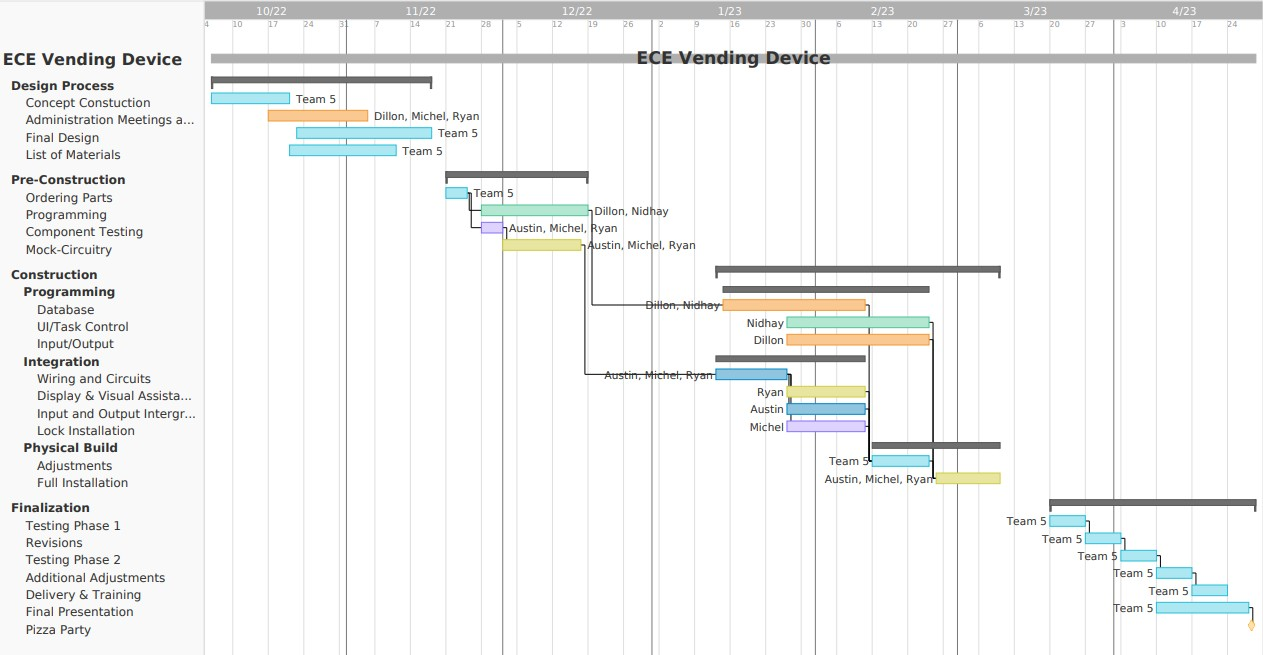 10/22 11/22 12/22 1/23 2/23 3/23 4/23
4 10 17 24 31 7 14 21 28 5 12 19 26 2 9 16 23 30 6 13 20 27 6 13 20 27 3 10 17 24
ECE Vending Device ECE Vending Device
Design Process
Concept Constuction Team 5
Administration Meetings a... Dillon, Michel, Ryan
Final Design Team 5
List of Materials Team 5
Pre-Construction
Ordering Parts Team 5
Programming Dillon, Nidhay
Component Testing Austin, Michel, Ryan
Mock-Circuitry Austin, Michel, Ryan
Construction
Programming
Database Dillon, Nidhay
UI/Task Control Nidhay
Input/Output Dillon
Integration
Wiring and Circuits Austin, Michel, Ryan
Display & Visual Assista... Ryan
Input and Output Intergr... Austin
Lock Installation Michel
Physical Build
Adjustments Team 5
Full Installation Austin, Michel, Ryan
Finalization
Testing Phase 1 Team 5
Revisions Team 5
Testing Phase 2 Team 5
Additional Adjustments Team 5
Delivery & Training Team 5
Final Presentation Team 5
Pizza Party